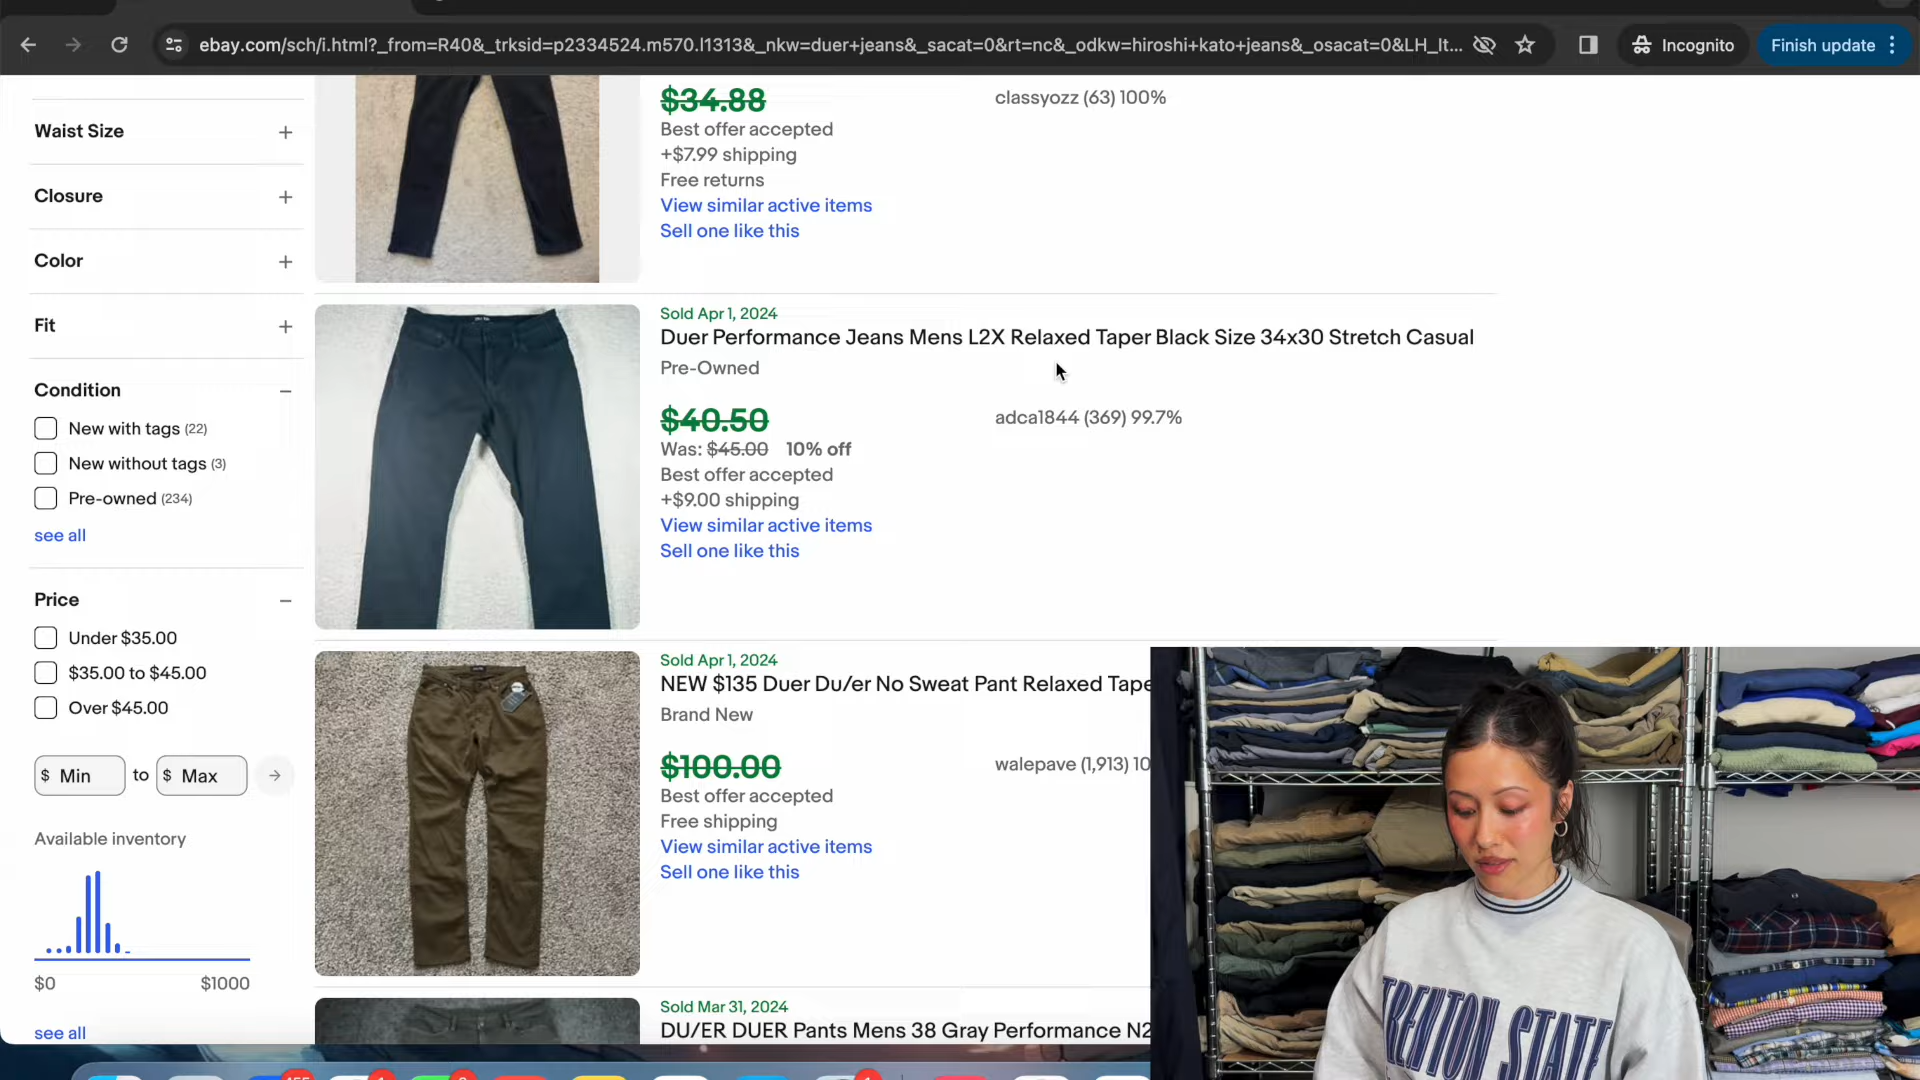 ebay.com/sch/i.html?_from=R40&_trksid=p2334524.m570.l1313&_nkw=duer+jeans&_sacat=0&rt=nc&_odkw=hiroshi+kato+jeans&_osacat=0&LH_It...
Incognito
Finish update
Waist Size
Closure
Color
Fit
Condition
New with tags (22)
New without tags (3)
Pre-owned (234)
see all
Price
Under $35.00
$35.00 to $45.00
Over $45.00
$ Min to $ Max
Available inventory
$0 $1000
see all
$34.88
classyozz (63) 100%
Best offer accepted
+$7.99 shipping
Free returns
View similar active items
Sell one like this
Sold Apr 1, 2024
Duer Performance Jeans Mens L2X Relaxed Taper Black Size 34x30 Stretch Casual
Pre-Owned
$40.50
adca1844 (369) 99.7%
Was: $45.00 10% off
Best offer accepted
+$9.00 shipping
View similar active items
Sell one like this
Sold Apr 1, 2024
NEW $135 Duer Du/er No Sweat Pant Relaxed Tape
Brand New
$100.00
walepave (1,913) 10
Best offer accepted
Free shipping
View similar active items
Sell one like this
Sold Mar 31, 2024
DU/ER DUER Pants Mens 38 Gray Performance N2
TRENTON STATE